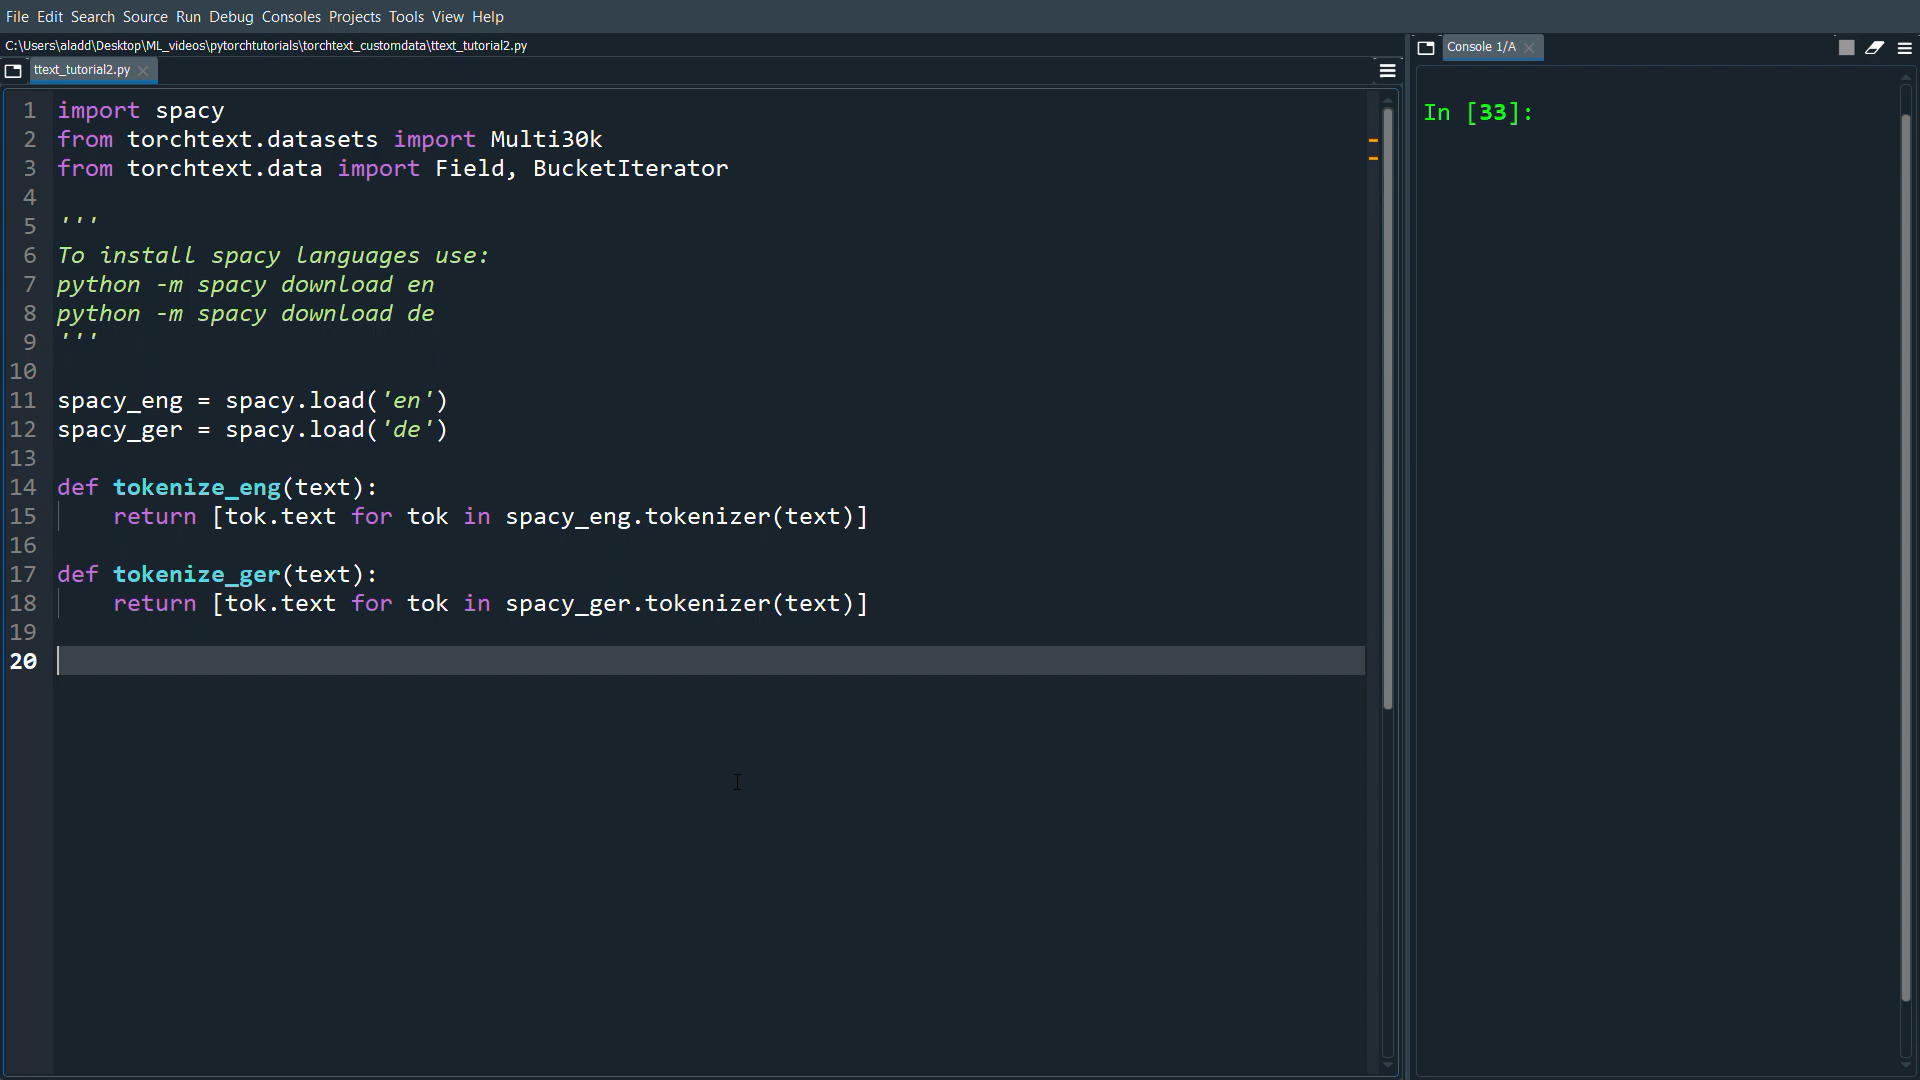 File Edit Search Source Run Debug Consoles Projects Tools View Help
C:\Users\aladd\Desktop\ML_videos\pytorchtutorials\torchtext_customdata\ttext_tutorial2.py
ttext_tutorial2.py
Console 1/A
1 import spacy
2 from torchtext.datasets import Multi30k
3 from torchtext.data import Field, BucketIterator
4
5 '''
6 To install spacy languages use:
7 python -m spacy download en
8 python -m spacy download de
9 '''
10
11 spacy_eng = spacy.load('en')
12 spacy_ger = spacy.load('de')
13
14 def tokenize_eng(text):
15     return [tok.text for tok in spacy_eng.tokenizer(text)]
16
17 def tokenize_ger(text):
18     return [tok.text for tok in spacy_ger.tokenizer(text)]
19
20
In [33]: